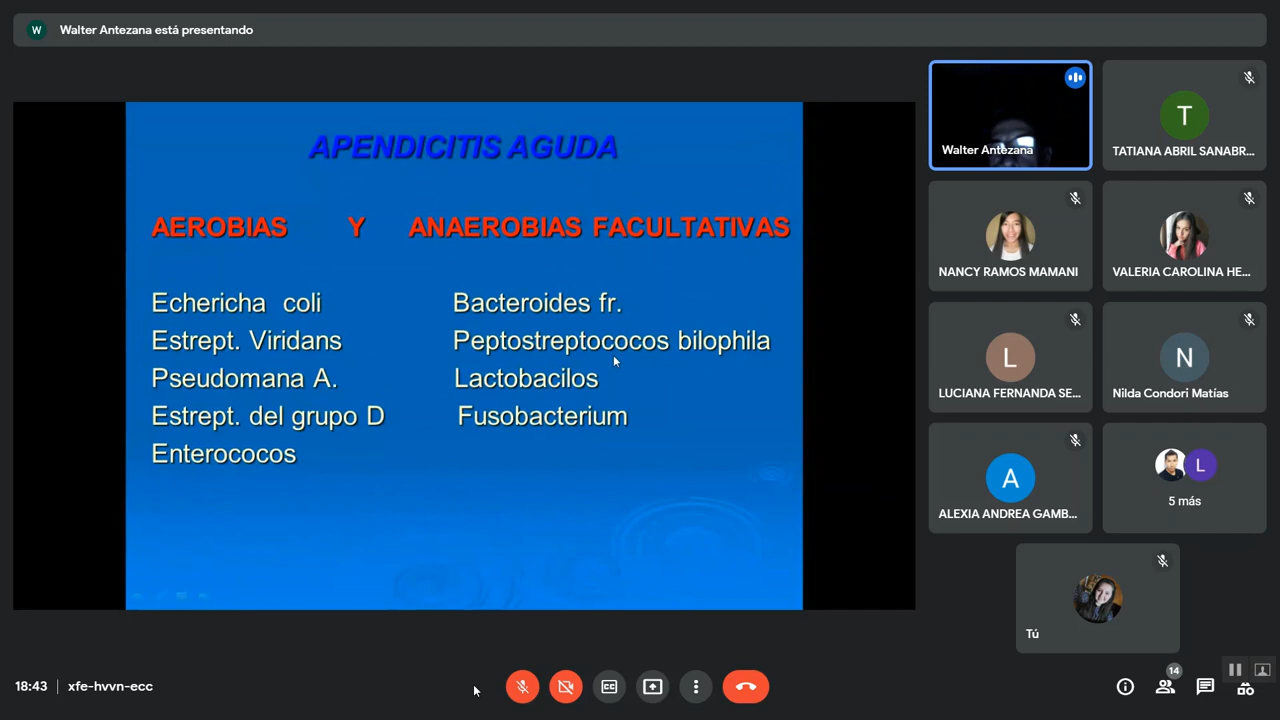 W Walter Antezana está presentando
APENDICITIS AGUDA
AEROBIAS Y ANAEROBIAS FACULTATIVAS
Echericha coli Bacteroides fr.
Estrept. Viridans Peptostreptococos bilophila
Pseudomana A. Lactobacilos
Estrept. del grupo D Fusobacterium
Enterococos
Walter Antezana
T
TATIANA ABRIL SANABR...
NANCY RAMOS MAMANI
VALERIA CAROLINA HE...
L
LUCIANA FERNANDA SE...
N
Nilda Condori Matías
A
ALEXIA ANDREA GAMB...
L
5 más
Tú
18:43 xfe-hvvn-ecc
CC
14